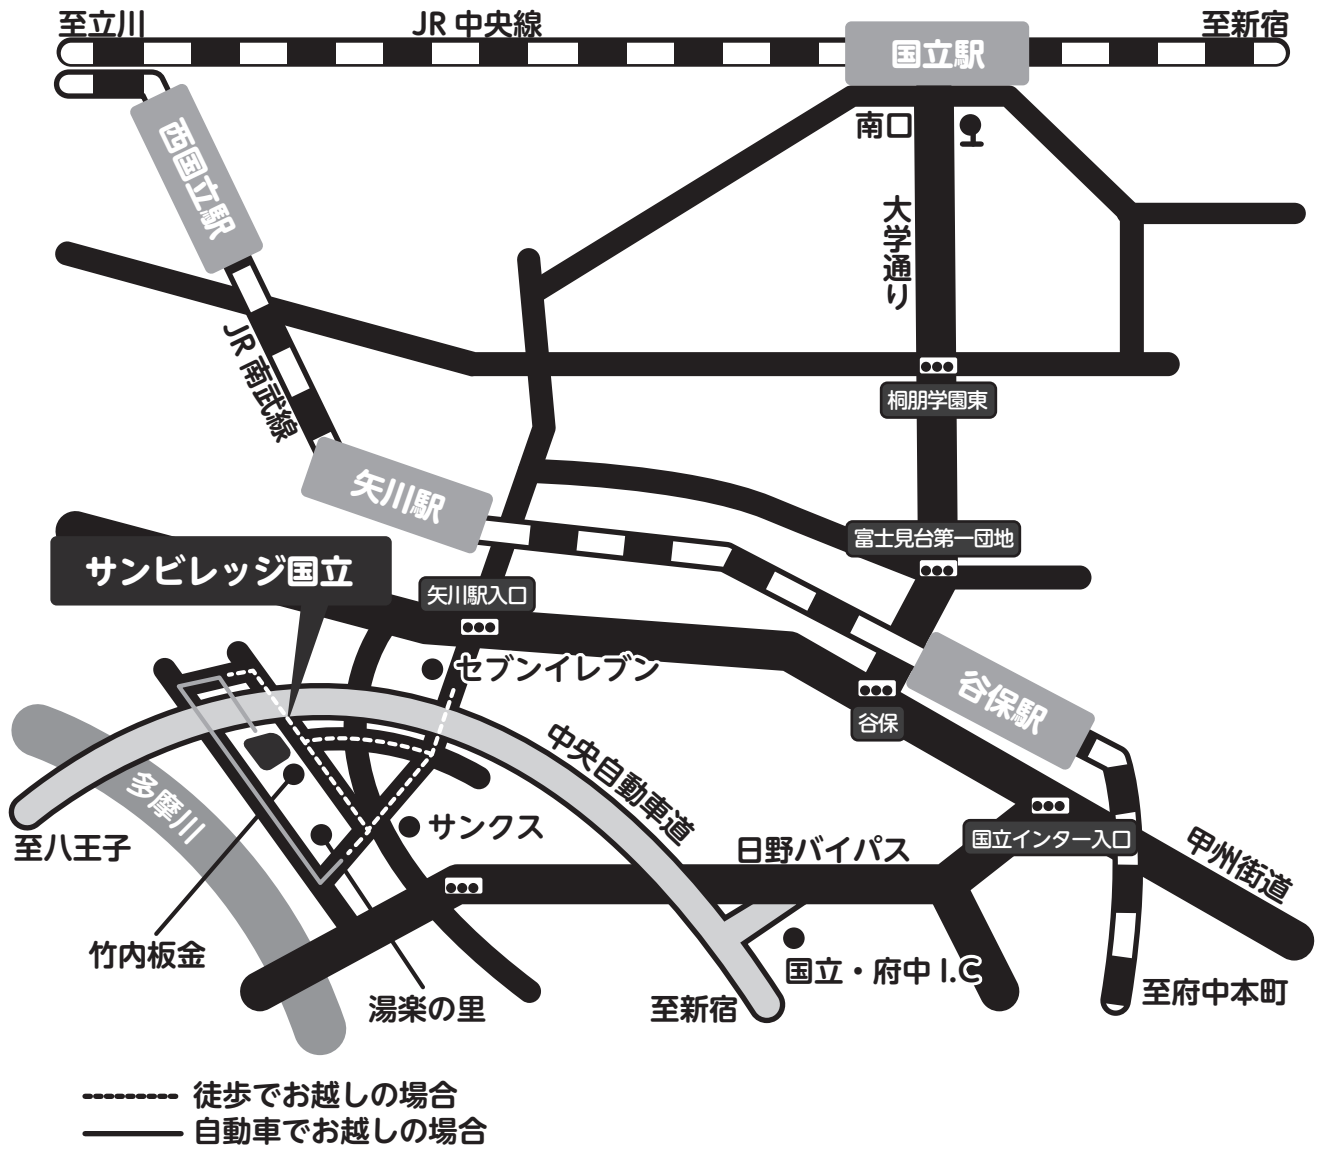 至立川
JR 中央線
至新宿
国立駅
南口
西国立駅
大学通り
JR 南武線
桐朋学園東
矢川駅
富士見台第一団地
サンビレッジ国立
矢川駅入口
セブンイレブン
谷保駅
谷保
中央自動車道
多摩川
国立インター入口
サンクス
日野バイパス
甲州街道
至八王子
竹内板金
国立・府中 I.C
湯楽の里
至新宿
至府中本町
徒歩でお越しの場合
自動車でお越しの場合